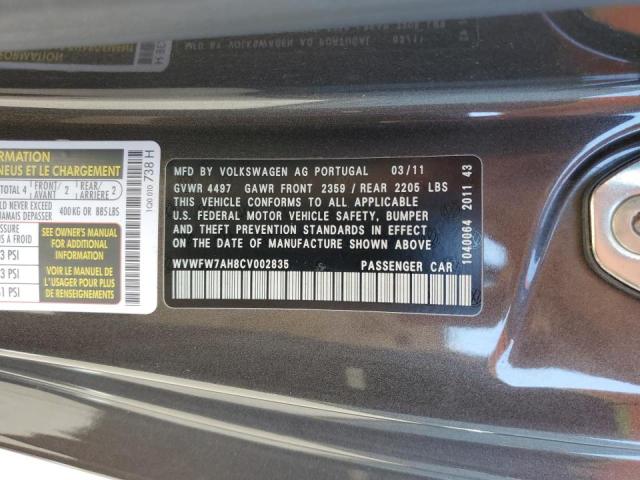 FORMATION
PNEUS ET LE CHARGEMENT
TOTAL 4 FRONT/ AVANT 2 REAR/ ARRIÈRE 2
NEVER EXCEED
JAMAIS DEPASSER 400 KG OR 885 LBS
SEE OWNER'S MANUAL
FOR ADDITIONAL
INFORMATION
VOIR LE MANUEL
DE L'USAGER
POUR PLUS DE
RENSEIGNEMENTS
3 PSI
3 PSI
1 PSI
1Q0 010 738 H
MFD BY VOLKSWAGEN AG PORTUGAL 03/11
GVWR 4497 GAWR FRONT 2359 / REAR 2205 LBS
THIS VEHICLE CONFORMS TO ALL APPLICABLE
U.S. FEDERAL MOTOR VEHICLE SAFETY, BUMPER
AND THEFT PREVENTION STANDARDS IN EFFECT
ON THE DATE OF MANUFACTURE SHOWN ABOVE
WVWFW7AH8CV002835 PASSENGER CAR
1040064 2011 43